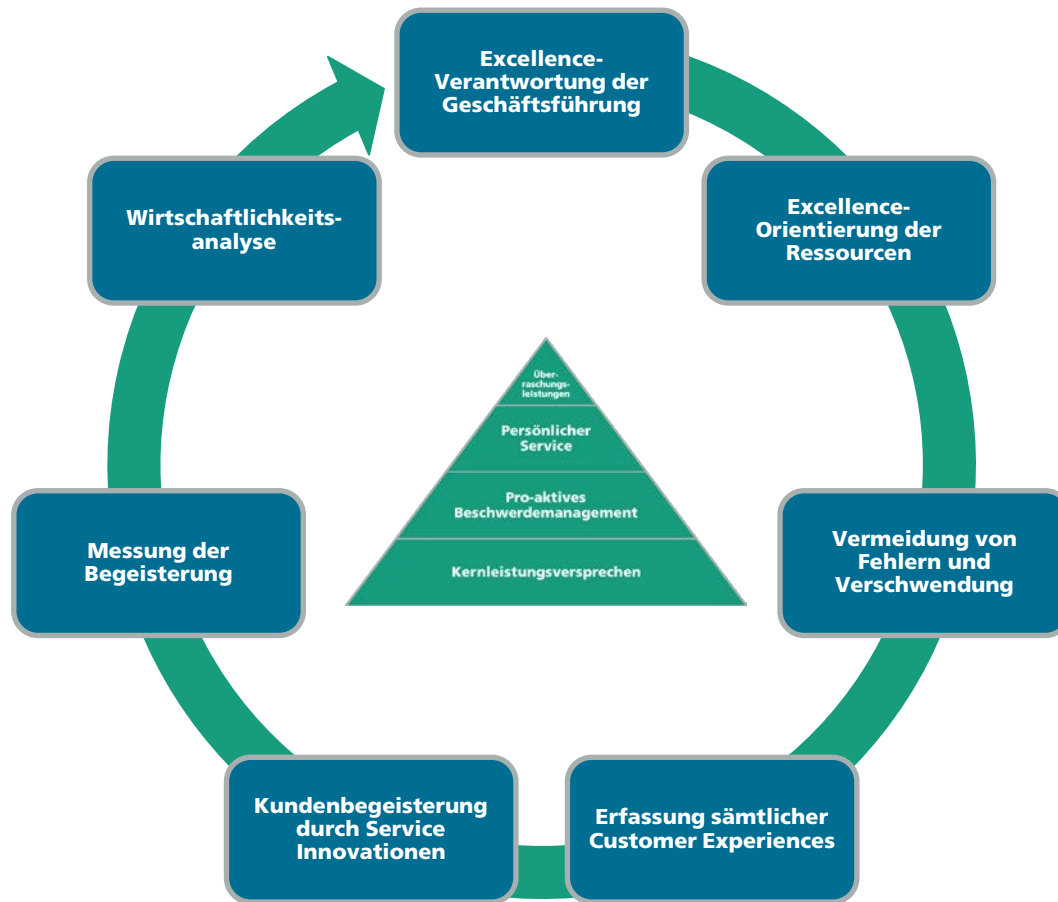 Excellence-
Verantwortung der
Geschäftsführung
Excellence-
Orientierung der
Ressourcen
Vermeidung von
Fehlern und
Verschwendung
Erfassung sämtlicher
Customer Experiences
Kundenbegeisterung
durch Service
Innovationen
Messung der
Begeisterung
Wirtschaftlichkeits-
analyse
Über-
raschungs-
leistungen
Persönlicher
Service
Pro-aktives
Beschwerdemanagement
Kernleistungsversprechen